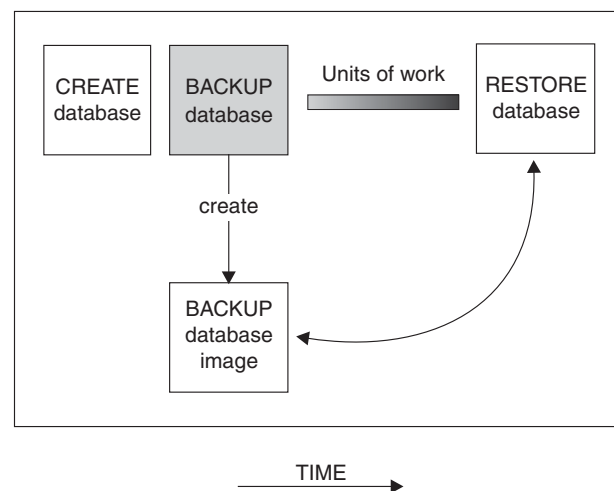 CREATE
database
BACKUP
database
Units of work
RESTORE
database
create
BACKUP
database
image
TIME